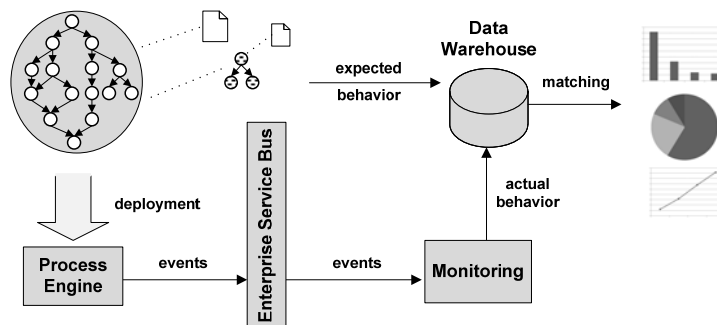 Data
Warehouse
expected
behavior
matching
deployment
Enterprise Service Bus
actual
behavior
Process
Engine
events
events
Monitoring